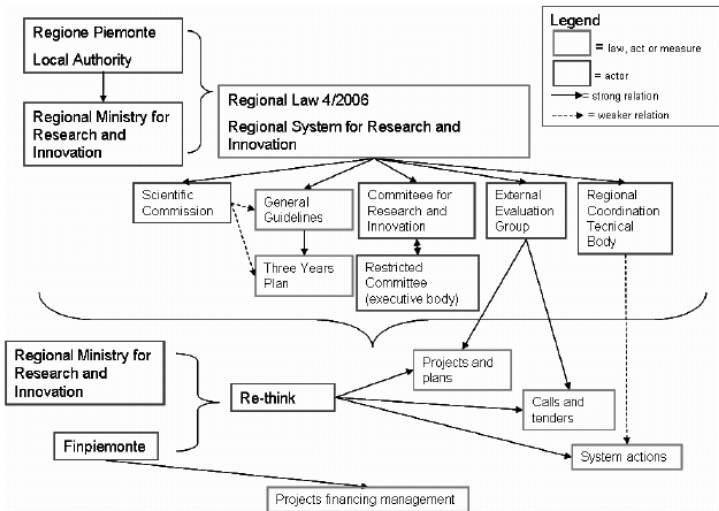 Regione Piemonte
Local Authority
Regional Ministry for
Research and
Innovation
Regional Law 4/2006
Regional System for Research and
Innovation
Legend
= law, act or measure
= actor
= strong relation
= weaker relation
Scientific
Commission
General
Guidelines
Commiteee for
Research and
Innovation
External
Evaluation
Group
Regional
Coordination
Tecnical
Body
Three Years
Plan
Restricted
Committee
(executive body)
Regional Ministry for
Research and
Innovation
Re-think
Projects and
plans
Calls and
tenders
Finpiemonte
System actions
Projects financing management